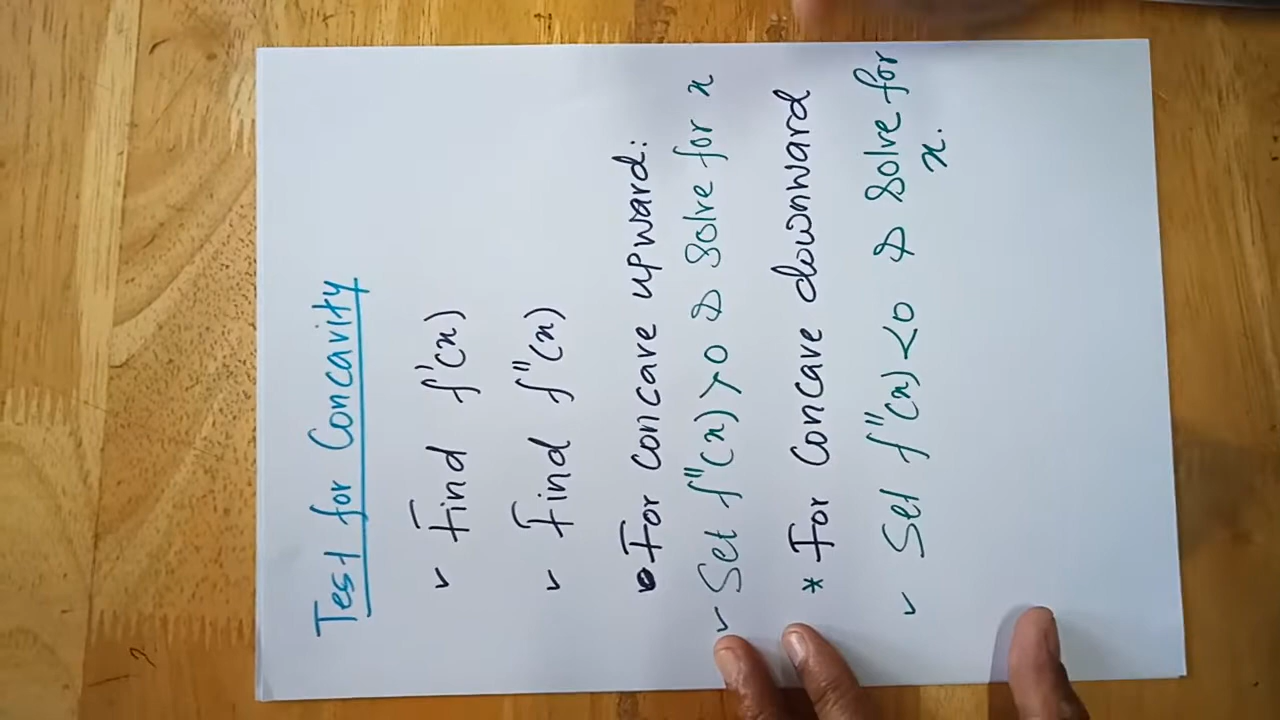 Test for Concavity
✓ Find f'(x)
✓ Find f''(x)
• For concave upward:
✓ Set f''(x) > 0 & solve for x
* For Concave downward
✓ Set f''(x) < 0 & solve for
x.